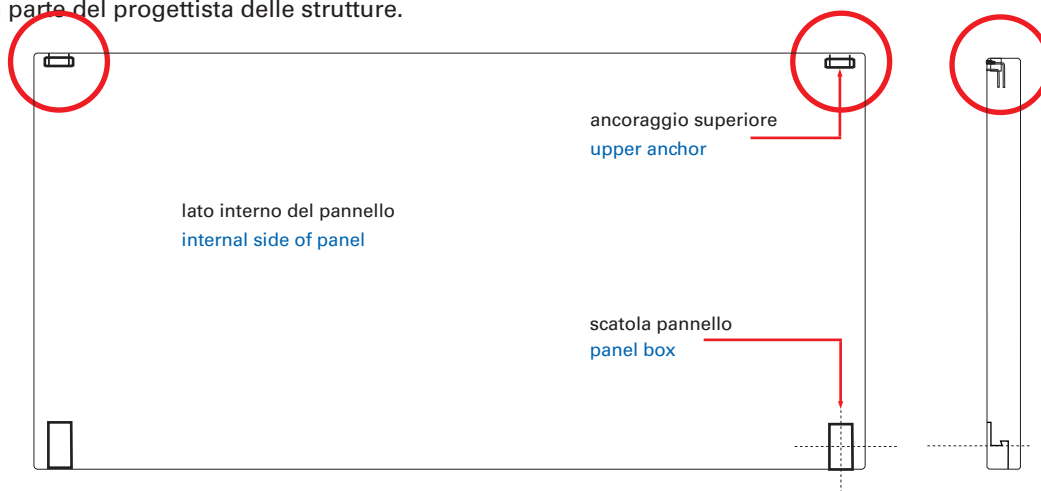 parte del progettista delle strutture.
ancoraggio superiore
upper anchor
lato interno del pannello
internal side of panel
scatola pannello
panel box